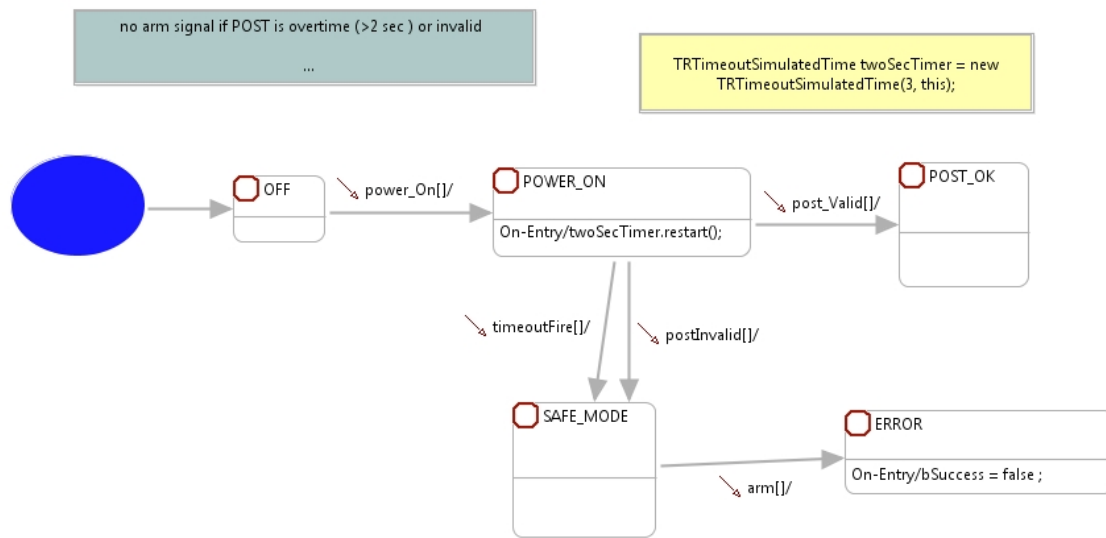 no arm signal if POST is overtime (>2 sec ) or invalid
...
TRTimeoutSimulatedTime twoSecTimer = new
TRTimeoutSimulatedTime(3, this);
OFF
power_On[]/
POWER_ON
On-Entry/twoSecTimer.restart();
post_Valid[]/
POST_OK
timeoutFire[]/
postInvalid[]/
SAFE_MODE
arm[]/
ERROR
On-Entry/bSuccess = false ;